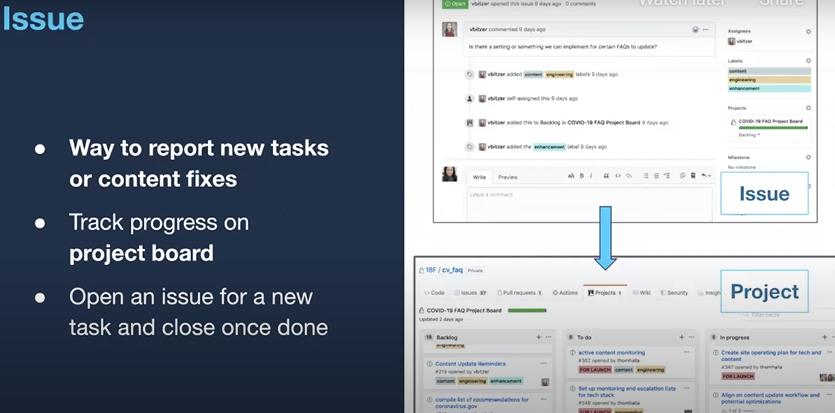 Issue
● Way to report new tasks
or content fixes
● Track progress on
project board
● Open an issue for a new
task and close once done
Watch later Share
Open vbitzer opened this issue 9 days ago · 0 comments
vbitzer commented 9 days ago
Is there a setting or something we can implement for certain FAQs to update?
vbitzer added content engineering labels 9 days ago
vbitzer self-assigned this 9 days ago
vbitzer added this to Backlog in COVID-19 FAQ Project Board 9 days ago
vbitzer added the enhancement label 9 days ago
Write Preview
Leave a comment
Assignees
vbitzer
Labels
content
engineering
enhancement
Projects
COVID-19 FAQ Project Board
Backlog
Milestone
No milestone
Issue
18F / cv_faq Private
Code Issues 37 Pull requests 1 Actions Projects 1 Wiki Security Insigh
Project
COVID-19 FAQ Project Board
Updated 2 days ago
Filter cards
Backlog
engineering
Content Update Reminders
opened by vbitzer
content engineering enhancement
compile list of recommendations for
coronavirus.gov
To do
active content monitoring
#362 opened by thornhalla
FOR LAUNCH content engineering
Set up monitoring and escalation lists
for tech stack
opened by thornhalla
FOR LAUNCH
In progress
Create site operating plan for tech and
content
#347 opened by thornhalla
FOR LAUNCH
Align on content update workflow and
potential optimizations